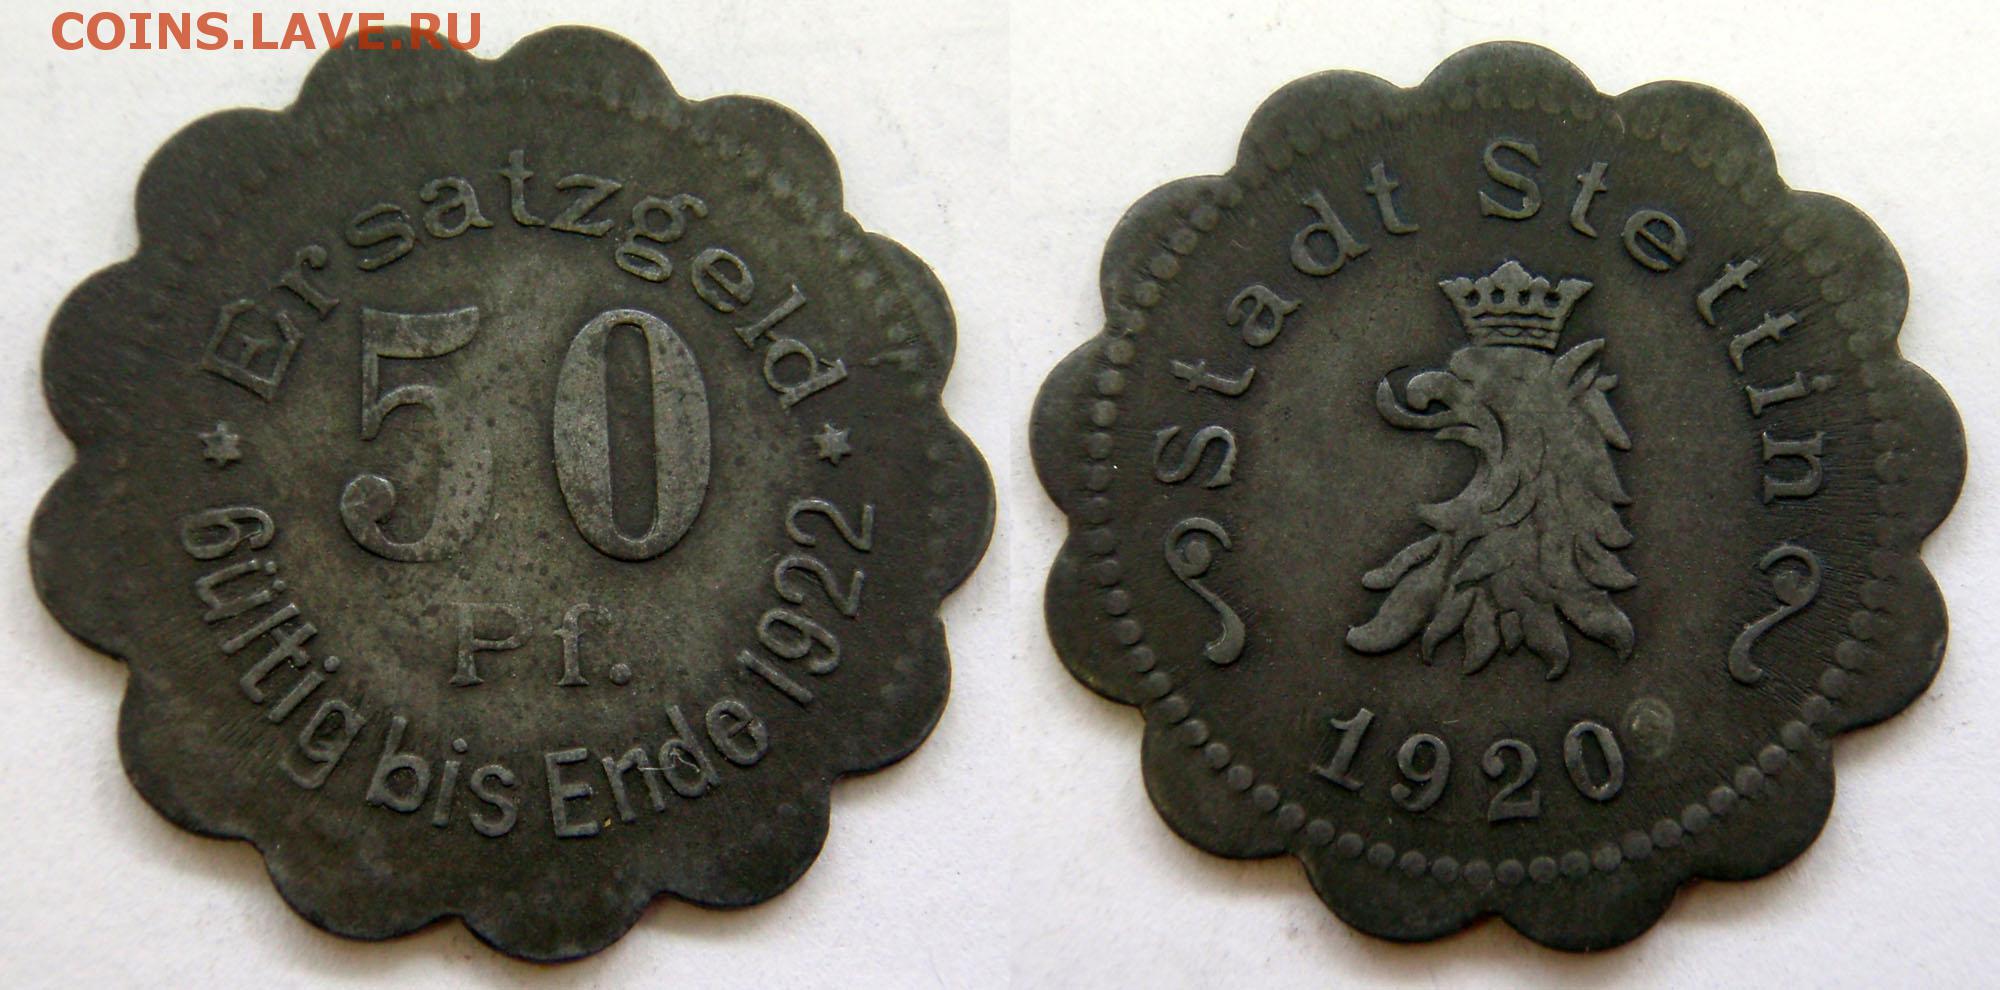 COINS.LAVE.RU
Ersatzgeld
50
Pf.
Gültig bis Ende 1922
Stadt Stettin
1920